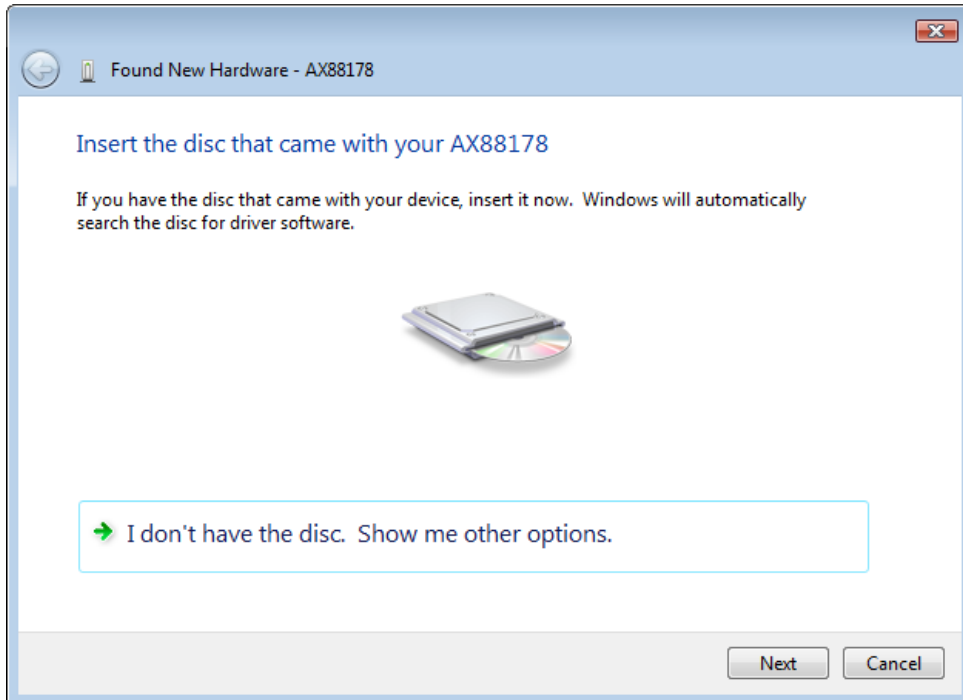 Found New Hardware - AX88178
Insert the disc that came with your AX88178
If you have the disc that came with your device, insert it now.  Windows will automatically
search the disc for driver software.
I don't have the disc.  Show me other options.
Next
Cancel